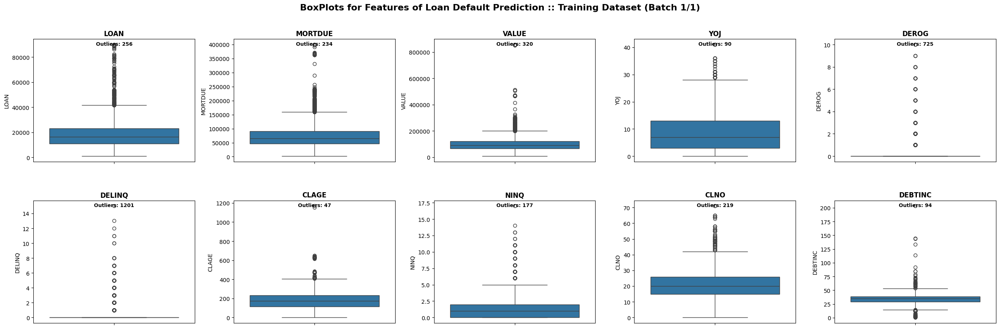 BoxPlots for Features of Loan Default Prediction :: Training Dataset (Batch 1/1)
LOAN
Outliers: 256
80000
60000
40000
20000
0
LOAN
MORTDUE
Outliers: 234
400000
350000
300000
250000
200000
150000
100000
50000
0
MORTDUE
VALUE
Outliers: 320
800000
600000
400000
200000
0
VALUE
YOJ
Outliers: 90
40
30
20
10
0
YOJ
DEROG
Outliers: 725
10
8
6
4
2
0
DEROG
DELINQ
Outliers: 1201
14
12
10
8
6
4
2
0
DELINQ
CLAGE
Outliers: 47
1200
1000
800
600
400
200
0
CLAGE
NINQ
Outliers: 177
17.5
15.0
12.5
10.0
7.5
5.0
2.5
0.0
NINQ
CLNO
Outliers: 219
70
60
50
40
30
20
10
0
CLNO
DEBTINC
Outliers: 94
200
175
150
125
100
75
50
25
0
DEBTINC